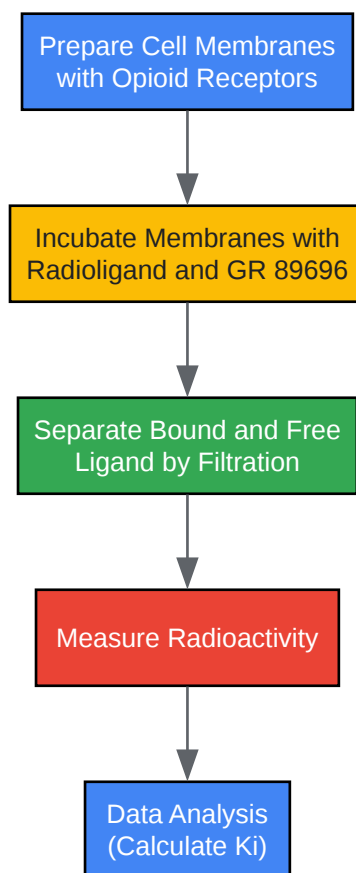 Prepare Cell Membranes
with Opioid Receptors
Incubate Membranes with
Radioligand and GR 89696
Separate Bound and Free
Ligand by Filtration
Measure Radioactivity
Data Analysis
(Calculate Ki)